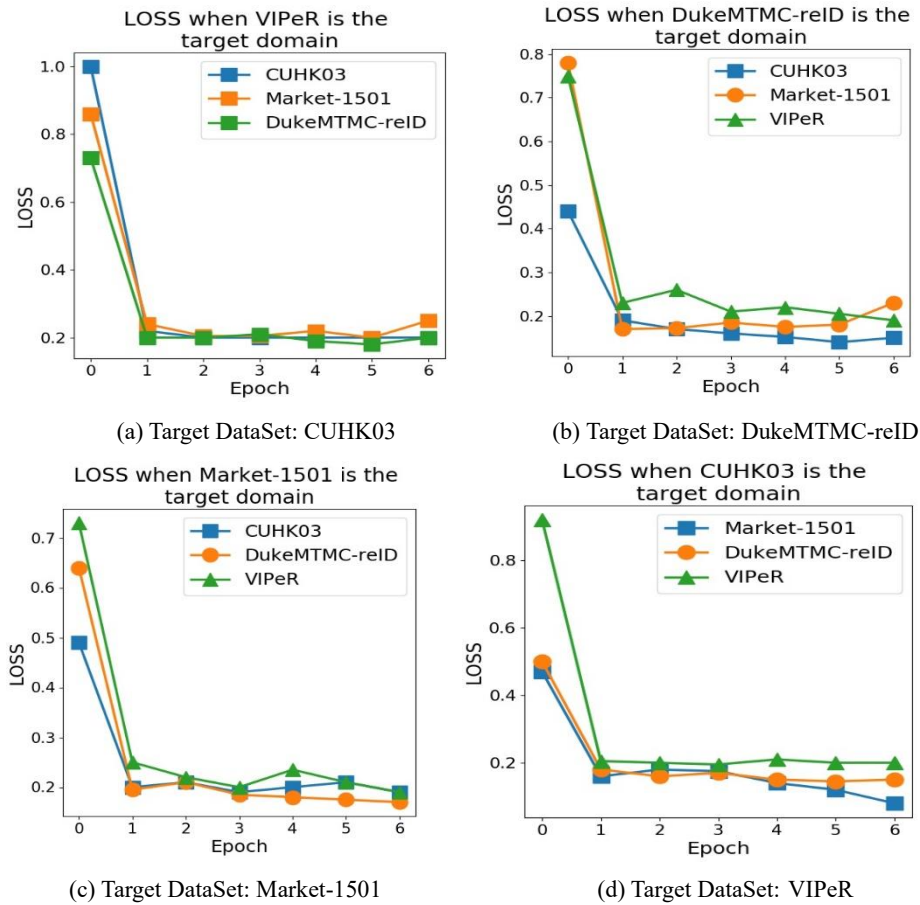 LOSS when VIPeR is the
target domain
1.0
0.8
0.6
0.4
0.2
LOSS
CUHK03
Market-1501
DukeMTMC-reID
0 1 2 3 4 5 6
Epoch
(a) Target DataSet: CUHK03
LOSS when DukeMTMC-reID is the
target domain
0.8
0.7
0.6
0.5
0.4
0.3
0.2
LOSS
CUHK03
Market-1501
VIPeR
0 1 2 3 4 5 6
Epoch
(b) Target DataSet: DukeMTMC-reID
LOSS when Market-1501 is the
target domain
0.7
0.6
0.5
0.4
0.3
0.2
LOSS
CUHK03
DukeMTMC-reID
VIPeR
0 1 2 3 4 5 6
Epoch
(c) Target DataSet: Market-1501
LOSS when CUHK03 is the
target domain
0.8
0.6
0.4
0.2
LOSS
Market-1501
DukeMTMC-reID
VIPeR
0 1 2 3 4 5 6
Epoch
(d) Target DataSet: VIPeR